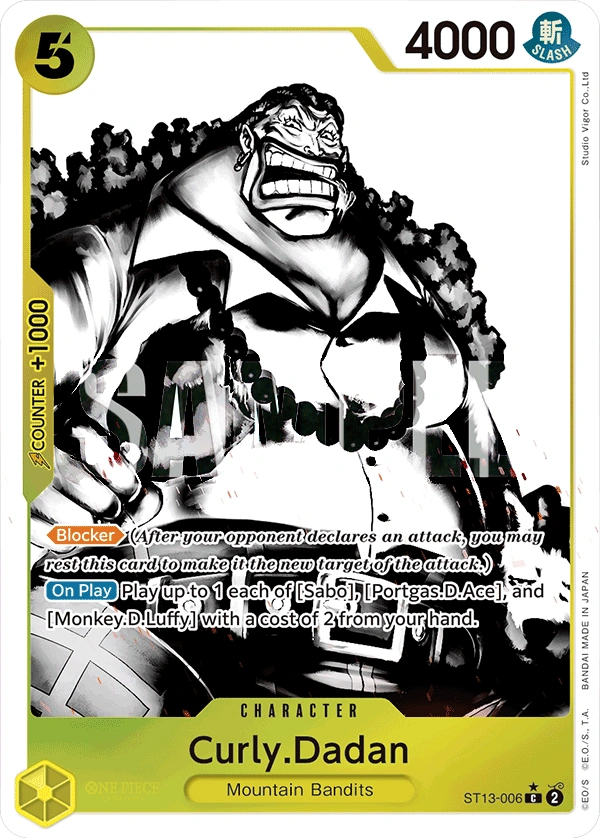 5
4000
斬
SLASH
Studio Vigor Co.,Ltd
COUNTER +1000
SAMPLE
Blocker (After your opponent declares an attack, you may
rest this card to make it the new target of the attack.)
On Play Play up to 1 each of [Sabo], [Portgas.D.Ace], and
[Monkey.D.Luffy] with a cost of 2 from your hand.
CHARACTER
Curly.Dadan
Mountain Bandits
ONE PIECE
CARD GAME
ST13-006 C 2
©E.O/S ©E.O./S., T.A. BANDAI MADE IN JAPAN